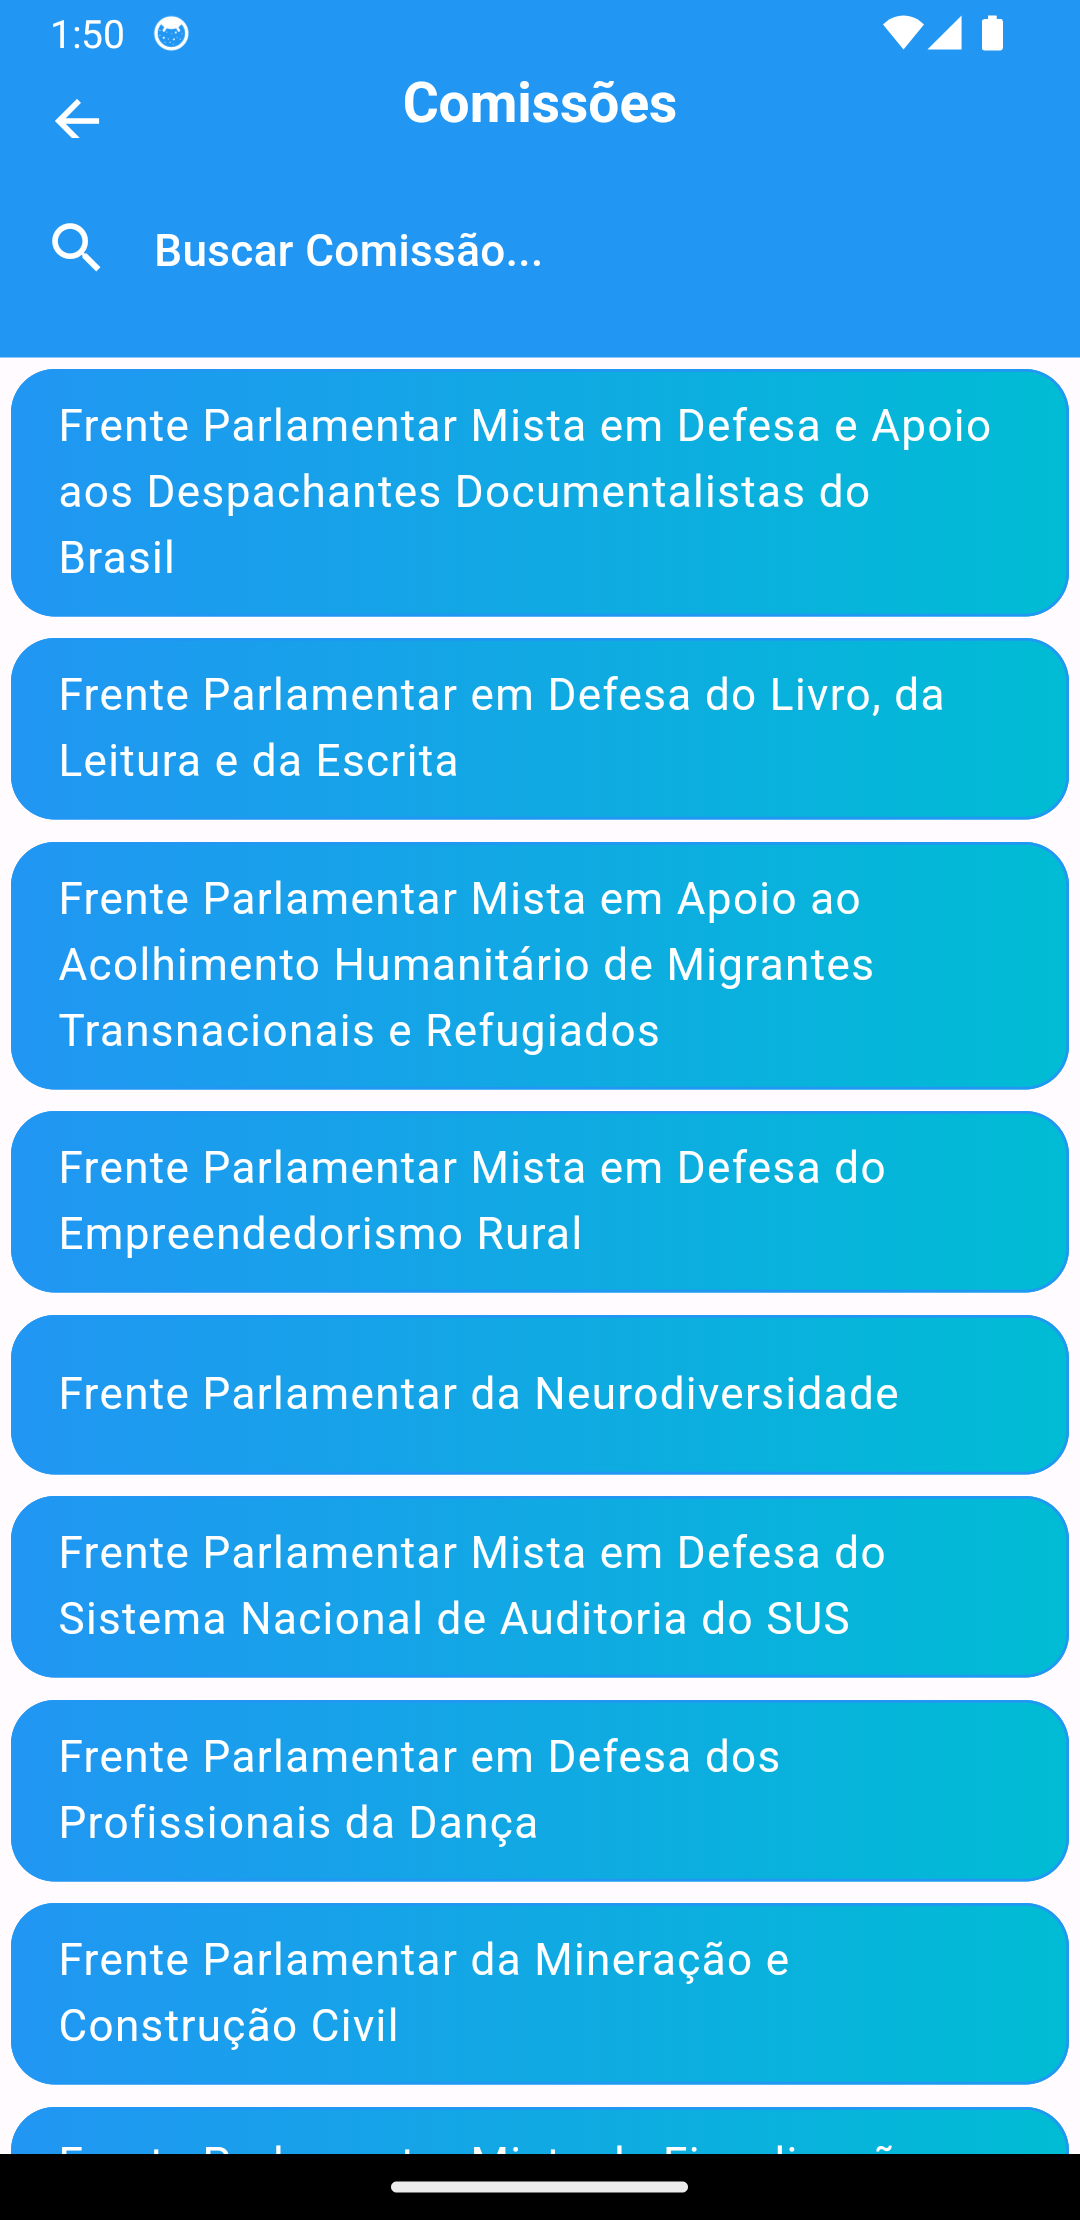 1:50
Comissões
Buscar Comissão...
Frente Parlamentar Mista em Defesa e Apoio
aos Despachantes Documentalistas do
Brasil
Frente Parlamentar em Defesa do Livro, da
Leitura e da Escrita
Frente Parlamentar Mista em Apoio ao
Acolhimento Humanitário de Migrantes
Transnacionais e Refugiados
Frente Parlamentar Mista em Defesa do
Empreendedorismo Rural
Frente Parlamentar da Neurodiversidade
Frente Parlamentar Mista em Defesa do
Sistema Nacional de Auditoria do SUS
Frente Parlamentar em Defesa dos
Profissionais da Dança
Frente Parlamentar da Mineração e
Construção Civil